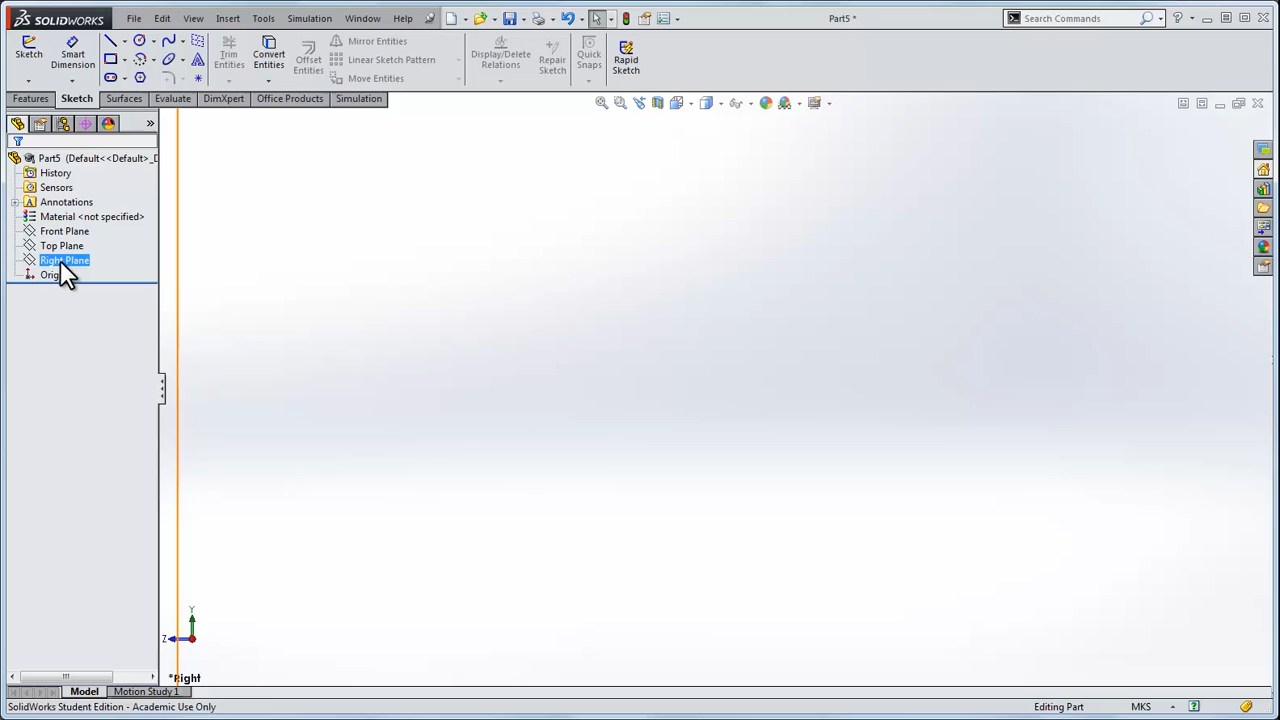 SOLIDWORKS File Edit View Insert Tools Simulation Window Help Part5 * Search Commands
Sketch Smart Dimension Trim Entities Convert Entities Offset Entities Mirror Entities Linear Sketch Pattern Move Entities Display/Delete Relations Repair Sketch Quick Snaps Rapid Sketch
Features Sketch Surfaces Evaluate DimXpert Office Products Simulation
Part5 (Default<<Default>_D
History
Sensors
Annotations
Material <not specified>
Front Plane
Top Plane
Right Plane
Y
Z
*Right
Model Motion Study 1
SolidWorks Student Edition - Academic Use Only Editing Part MKS